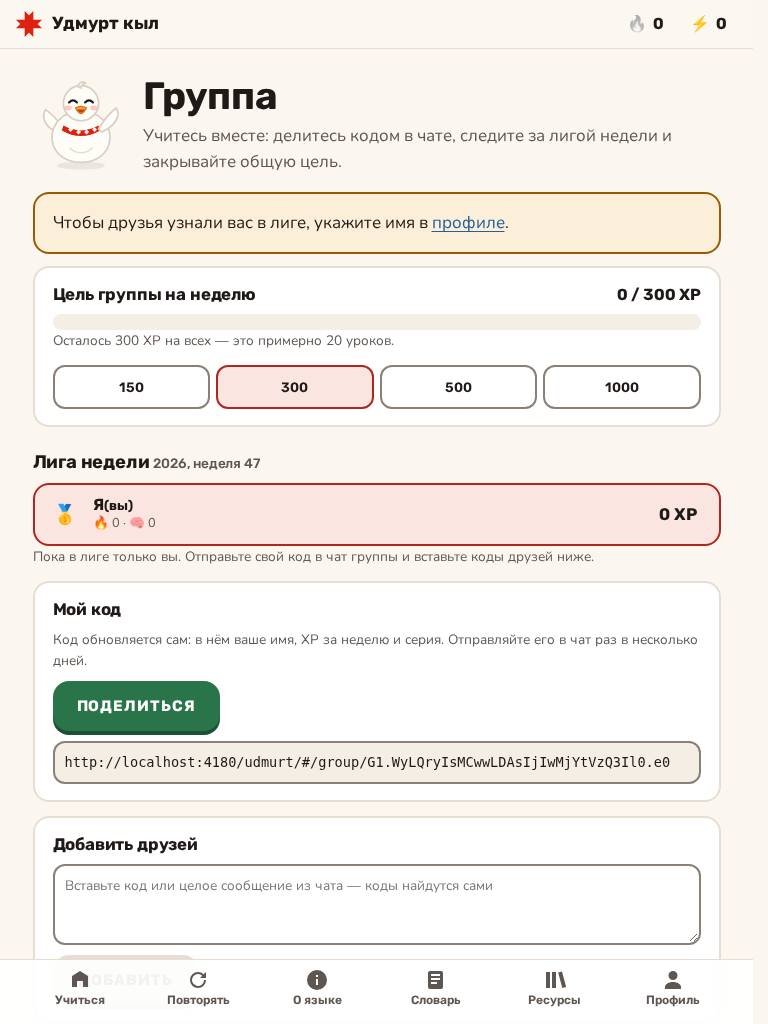 Удмурт кыл
0
0
Группа
Учитесь вместе: делитесь кодом в чате, следите за лигой недели и
закрывайте общую цель.
Чтобы друзья узнали вас в лиге, укажите имя в профиле.
Цель группы на неделю
0 / 300 XP
Осталось 300 XP на всех — это примерно 20 уроков.
150
300
500
1000
Лига недели 2026, неделя 47
Я(вы)
0 · 0
0 XP
Пока в лиге только вы. Отправьте свой код в чат группы и вставьте коды друзей ниже.
Мой код
Код обновляется сам: в нём ваше имя, XP за неделю и серия. Отправляйте его в чат раз в несколько
дней.
ПОДЕЛИТЬСЯ
http://localhost:4180/udmurt/#/group/G1.WyLQryIsMCwwLDAsIjIwMjYtVzQ3Il0.e0
Добавить друзей
Вставьте код или целое сообщение из чата — коды найдутся сами
ДОБАВИТЬ
Учиться
Повторять
О языке
Словарь
Ресурсы
Профиль